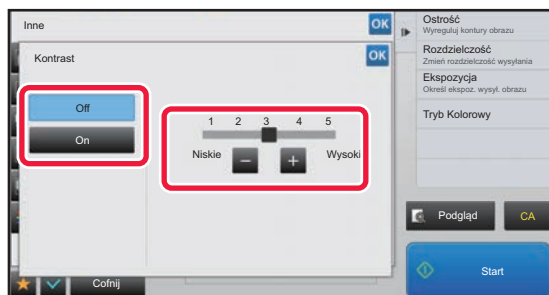 Inne
OK
Kontrast
OK
Off
On
1 2 3 4 5
Niskie
Wysoki
Cofnij
Ostrość
Wyreguluj kontury obrazu
Rozdzielczość
Zmień rozdzielczość wysyłania
Ekspozycja
Określ ekspoz. wysył. obrazu
Tryb Kolorowy
Podgląd
CA
Start